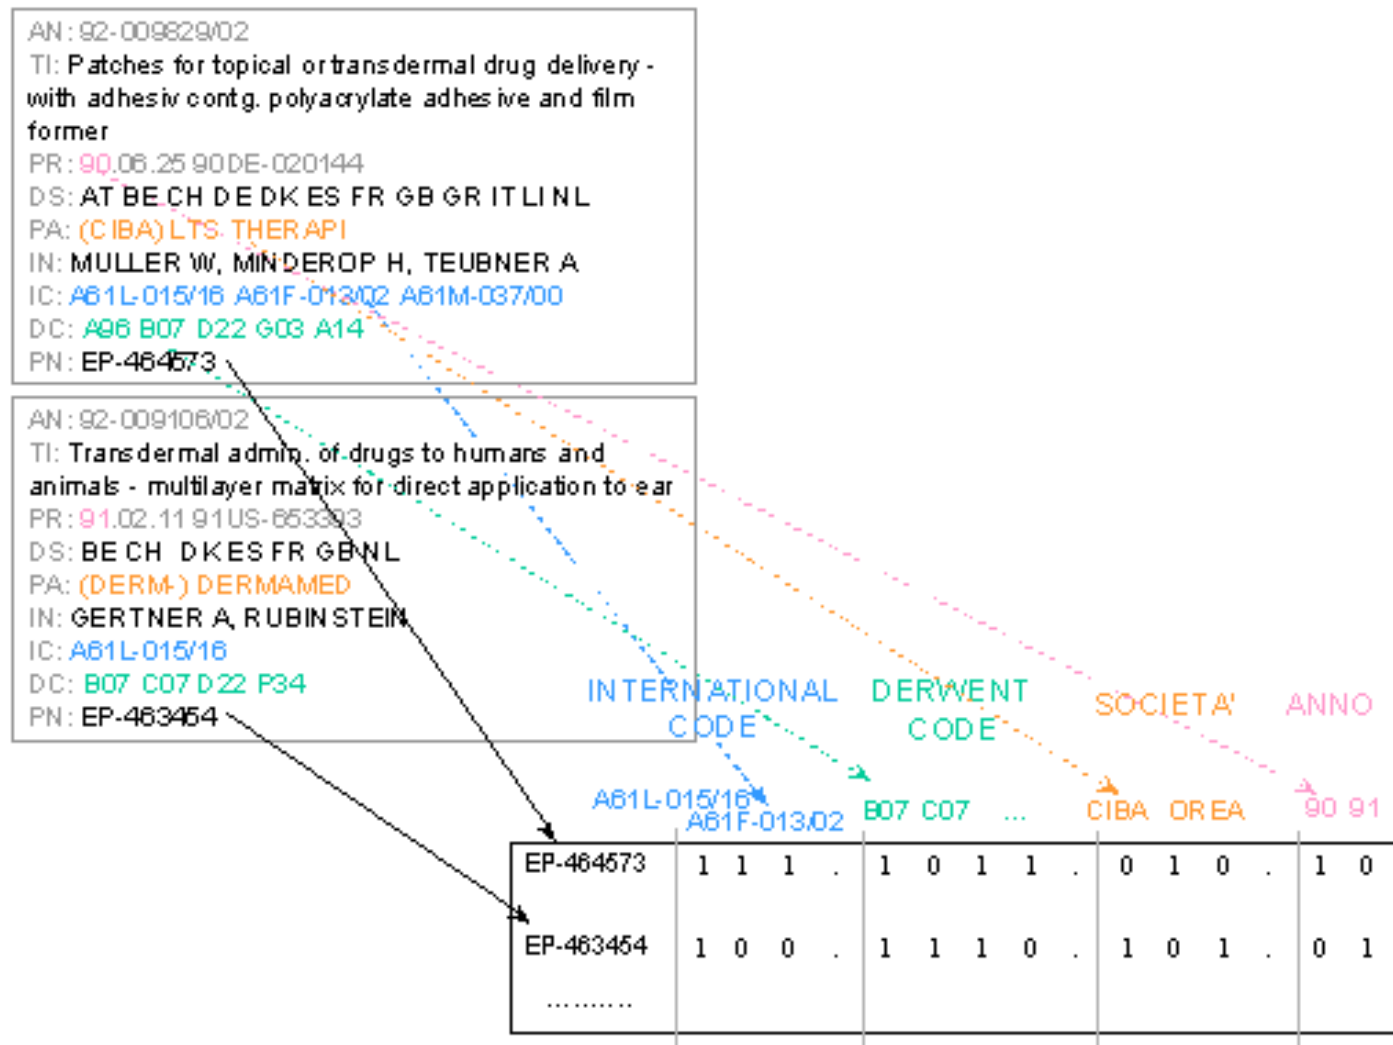 AN: 92-009829/02
TI: Patches for topical or transdermal drug delivery -
with adhesiv contg. polyacrylate adhesive and film
former
PR: 90.06.25 90DE-020144
DS: AT BE CH DE DK ES FR GB GR IT LI NL
PA: (CIBA) LTS THERAPI
IN: MULLER W, MINDEROP H, TEUBNER A
IC: A61L-015/16 A61F-013/02 A61M-037/00
DC: A96 B07 D22 G03 A14
PN: EP-464573
AN: 92-009106/02
TI: Transdermal admin. of drugs to humans and
animals - multilayer matrix for direct application to ear
PR: 91.02.11 91US-653393
DS: BE CH DK ES FR GB NL
PA: (DERM-) DERMAMED
IN: GERTNER A, RUBINSTEIN
IC: A61L-015/16
DC: B07 C07 D22 P34
PN: EP-463454
INTERNATIONAL CODE
DERWENT CODE
SOCIETA'
ANNO
A61L-015/16
A61F-013/02
B07 C07 ...
CIBA OREA
90 91
EP-464573 1 1 1 . 1 0 1 1 . 0 1 0 . 1 0
EP-463454 1 0 0 . 1 1 1 0 . 1 0 1 . 0 1
.........